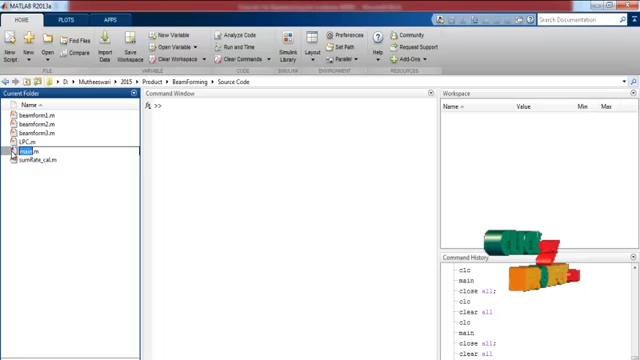 MATLAB R2013a
HOME PLOTS APPS
Search Documentation
New Script
New
Open
Find Files
Compare
Import Data
Save Workspace
New Variable
Open Variable
Clear Workspace
Analyze Code
Run and Time
Clear Commands
Simulink Library
Layout
Preferences
Set Path
Parallel
Community
Request Support
Add-Ons
FILE VARIABLE CODE SIMULINK ENVIRONMENT RESOURCES
D: Mutheeswari 2015 Product BeamForming Source Code
Current Folder
Name
beamform1.m
beamform2.m
beamform3.m
LPC.m
main.m
sumRate_cal.m
Command Window
fx >>
Workspace
Name Value Min Max
Command History
clc
main
close all;
clc
clear all
clc
main
close all;
clear all